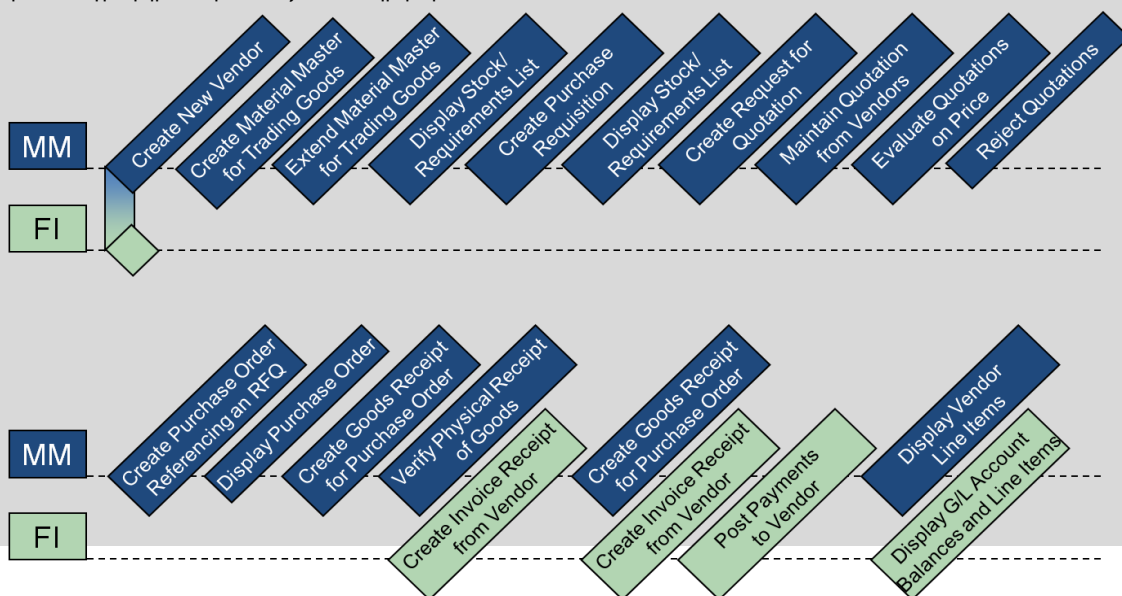 MM
FI
Create New Vendor
Create Material Master
for Trading Goods
Extend Material Master
for Trading Goods
Display Stock/
Requirements List
Create Purchase
Requisition
Display Stock/
Requirements List
Create Request for
Quotation
Maintain Quotation
from Vendors
Evaluate Quotations
on Price
Reject Quotations
MM
FI
Create Purchase Order
Referencing an RFQ
Display Purchase Order
Create Goods Receipt
for Purchase Order
Verify Physical Receipt
of Goods
Create Invoice Receipt
from Vendor
Create Goods Receipt
for Purchase Order
Create Invoice Receipt
from Vendor
Post Payments
to Vendor
Display Vendor
Line Items
Display G/L Account
Balances and Line Items